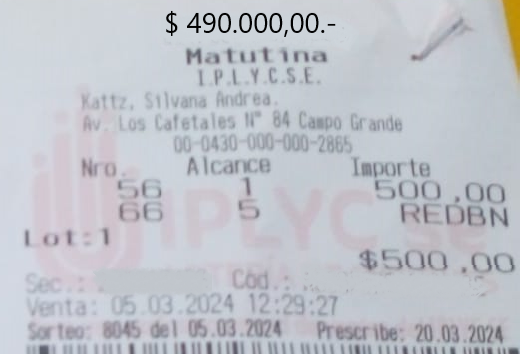 $ 490.000,00.-
Matutina
I.P.L.Y.C.S.E.
Kattz, Silvana Andrea.
Av. Los Cafetales N° 84 Campo Grande
00-0430-000-000-2865
Nro. Alcance Importe
56 1 500,00
66 5 REDBN
IPLYC se
Lot:1
$500,00
Sec.: Cod.:
Venta: 05.03.2024 12:29:27
Sorteo: 8045 del 05.03.2024 Prescribe: 20.03.2024